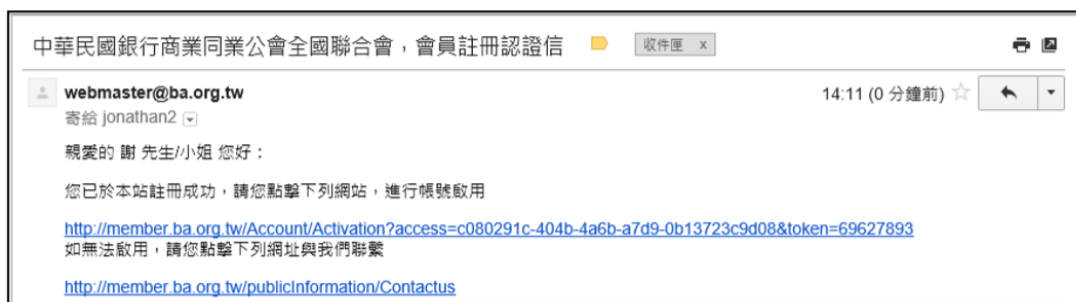 中華民國銀行商業同業公會全國聯合會，會員註冊認證信 收件匣 x
webmaster@ba.org.tw 14:11 (0 分鐘前)
寄給 jonathan2
親愛的 謝 先生/小姐 您好：
您已於本站註冊成功，請您點擊下列網站，進行帳號啟用
http://member.ba.org.tw/Account/Activation?access=c080291c-404b-4a6b-a7d9-0b13723c9d08&token=69627893
如無法啟用，請您點擊下列網址與我們聯繫
http://member.ba.org.tw/publicInformation/Contactus